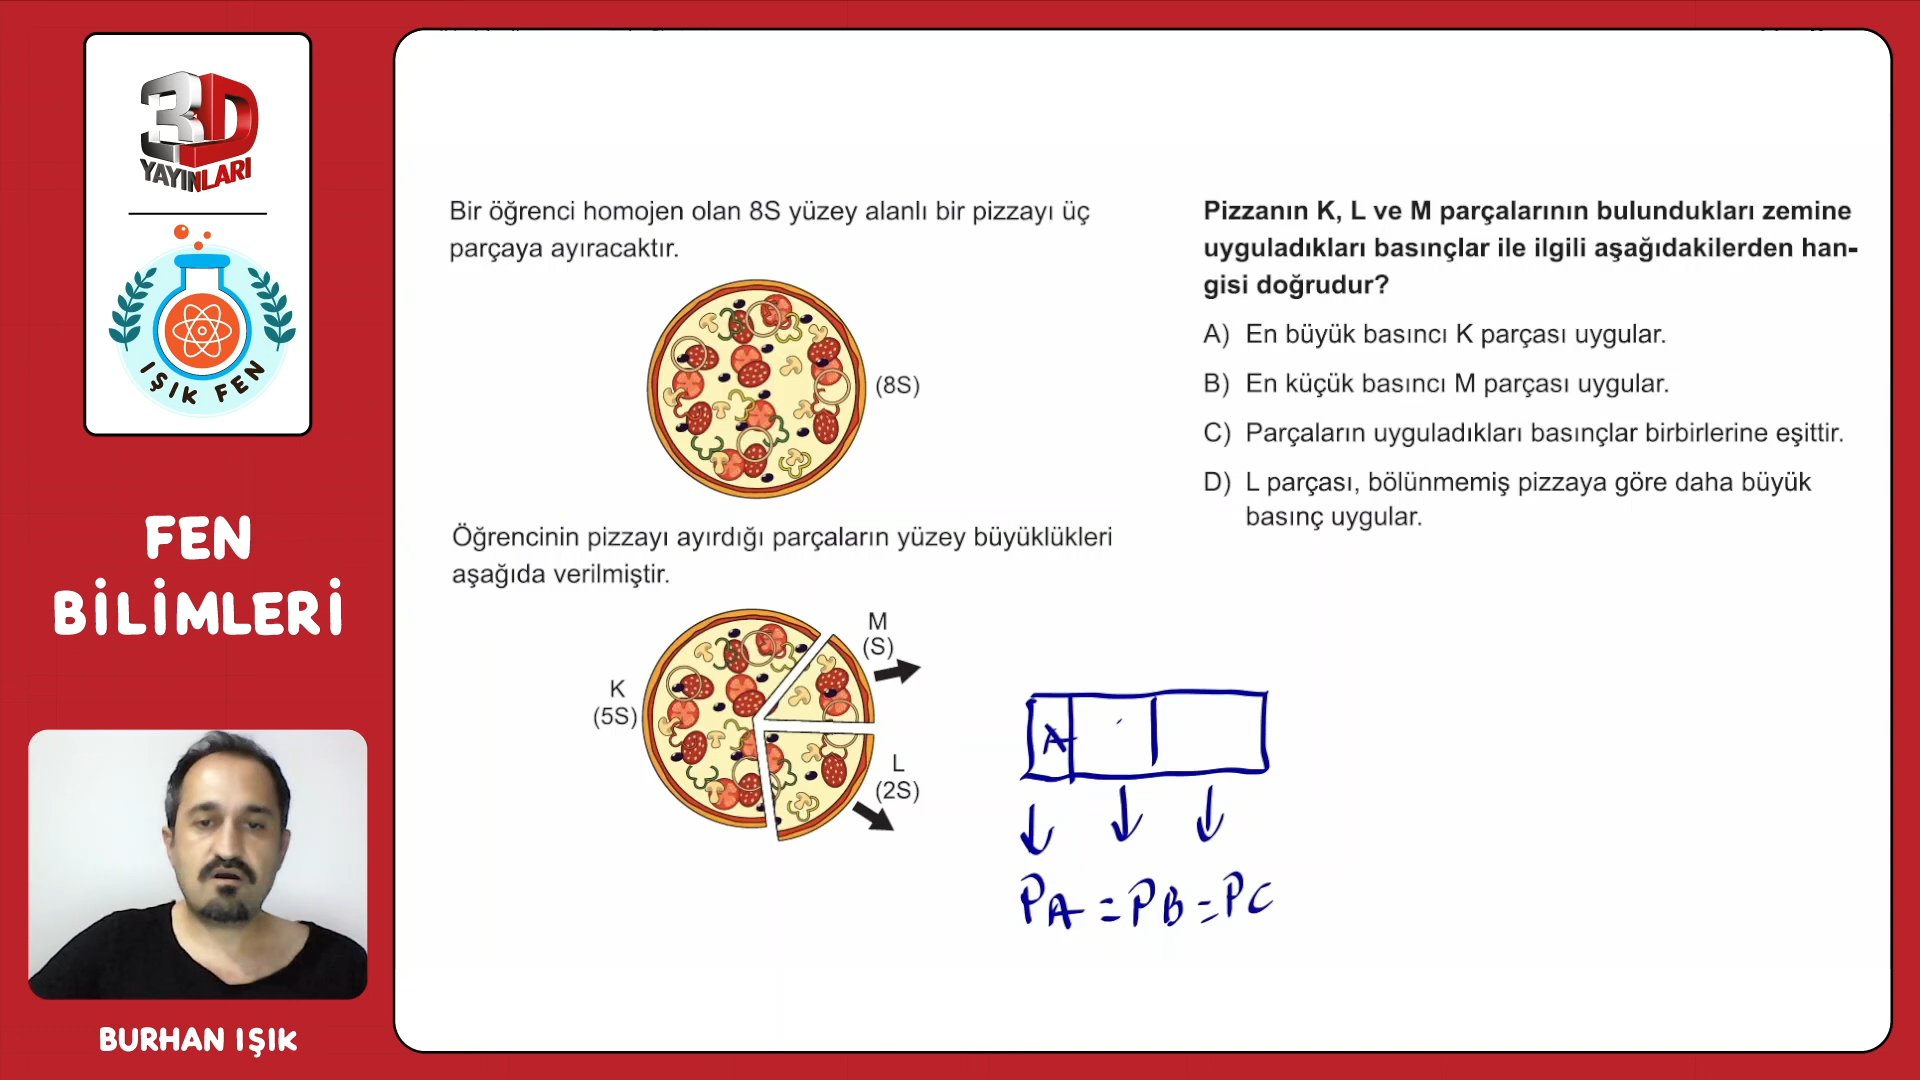 3D
YAYINLARI
IŞIK FEN
FEN
BİLİMLERİ
BURHAN IŞIK
Bir öğrenci homojen olan 8S yüzey alanlı bir pizzayı üç
parçaya ayıracaktır.
(8S)
Öğrencinin pizzayı ayırdığı parçaların yüzey büyüklükleri
aşağıda verilmiştir.
M
(S)
K
(5S)
L
(2S)
Pizzanın K, L ve M parçalarının bulundukları zemine
uyguladıkları basınçlar ile ilgili aşağıdakilerden han-
gisi doğrudur?
A) En büyük basıncı K parçası uygular.
B) En küçük basıncı M parçası uygular.
C) Parçaların uyguladıkları basınçlar birbirlerine eşittir.
D) L parçası, bölünmemiş pizzaya göre daha büyük
basınç uygular.
A
PA = PB = PC